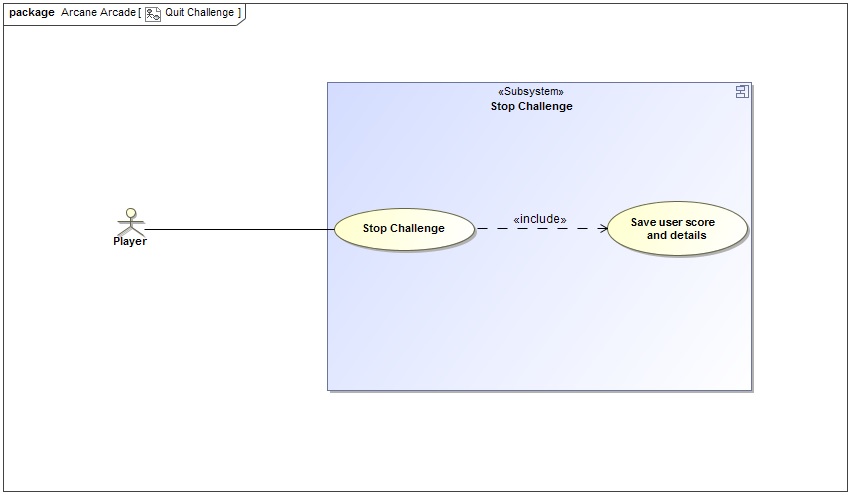 package Arcane Arcade[ Quit Challenge ]
«Subsystem»
Stop Challenge
Player
Stop Challenge
«include»
Save user score
and details